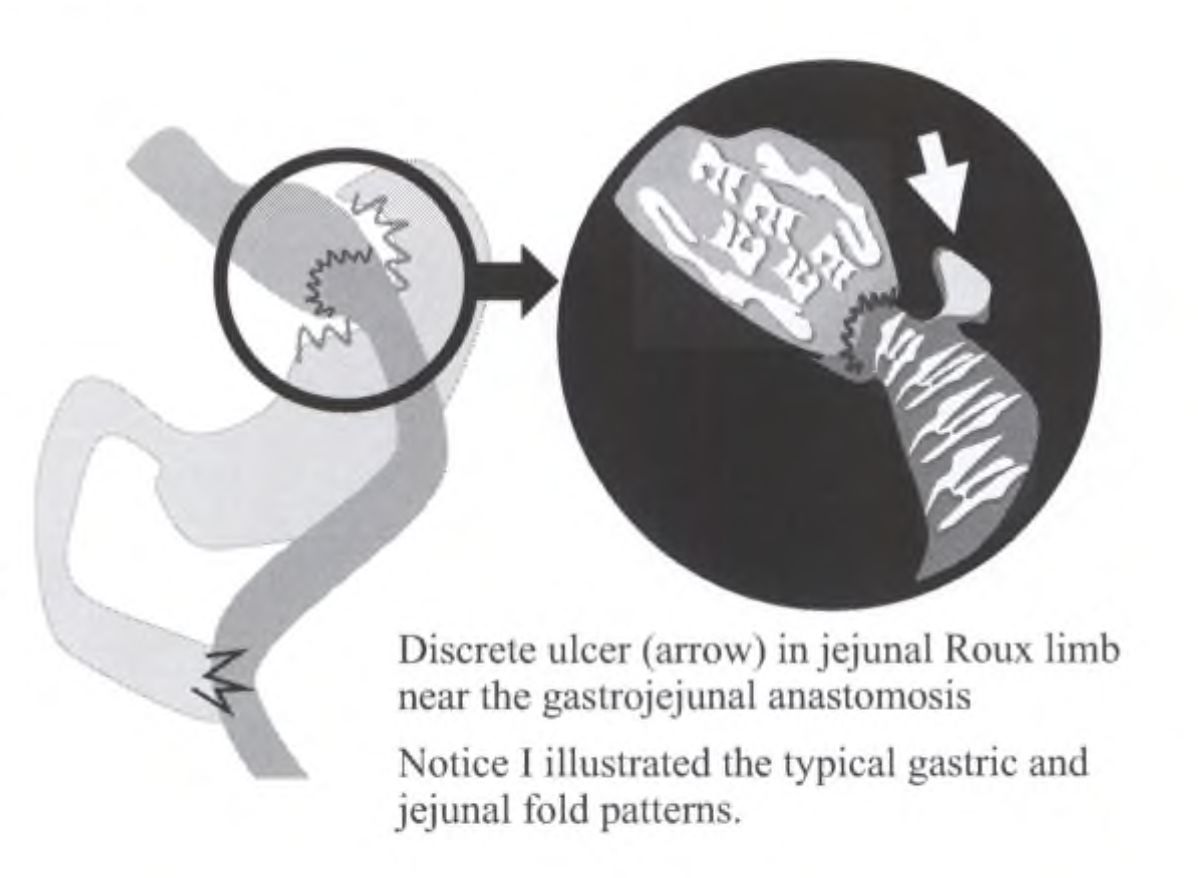 Discrete ulcer (arrow) in jejunal Roux limb
near the gastrojejunal anastomosis
Notice I illustrated the typical gastric and
jejunal fold patterns.